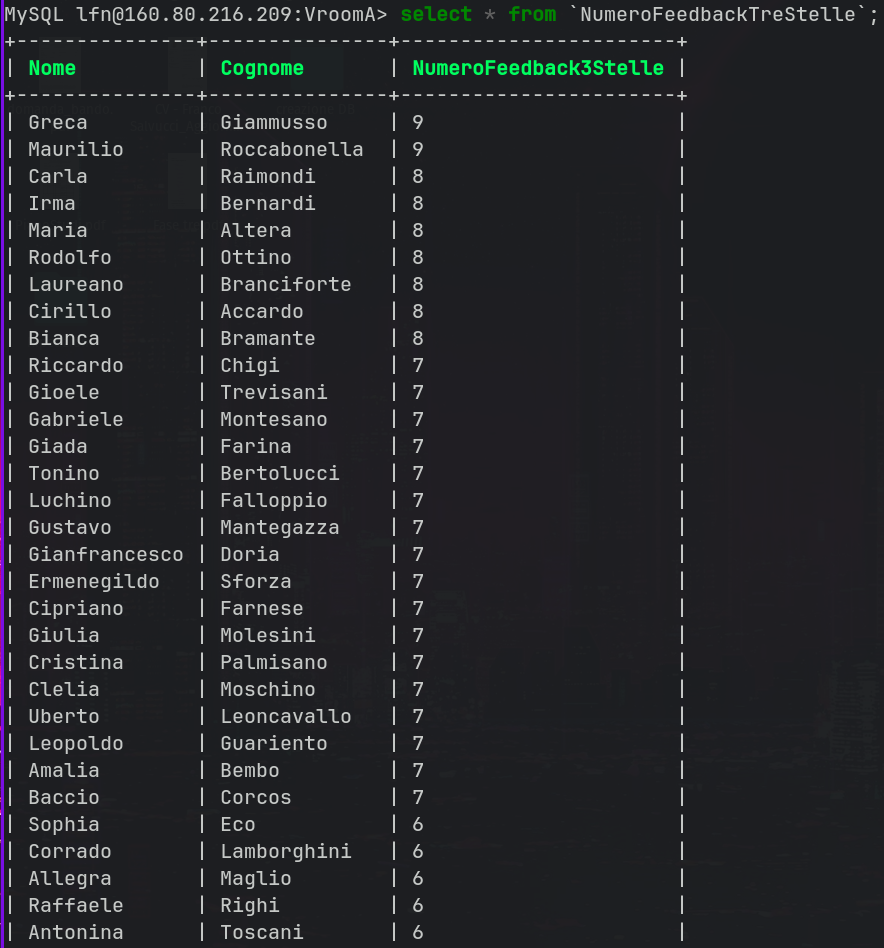 MySQL lfn@160.80.216.209:VroomA> select * from `NumeroFeedbackTreStelle`;
+---------------+---------------+-----------------------+
| Nome          | Cognome       | NumeroFeedback3Stelle |
+---------------+---------------+-----------------------+
| Greca         | Giammusso     | 9                     |
| Maurilio      | Roccabonella  | 9                     |
| Carla         | Raimondi      | 8                     |
| Irma          | Bernardi      | 8                     |
| Maria         | Altera        | 8                     |
| Rodolfo       | Ottino        | 8                     |
| Laureano      | Branciforte   | 8                     |
| Cirillo       | Accardo       | 8                     |
| Bianca        | Bramante      | 8                     |
| Riccardo      | Chigi         | 7                     |
| Gioele        | Trevisani     | 7                     |
| Gabriele      | Montesano     | 7                     |
| Giada         | Farina        | 7                     |
| Tonino        | Bertolucci    | 7                     |
| Luchino       | Falloppio     | 7                     |
| Gustavo       | Mantegazza    | 7                     |
| Gianfrancesco | Doria         | 7                     |
| Ermenegildo   | Sforza        | 7                     |
| Cipriano      | Farnese       | 7                     |
| Giulia        | Molesini      | 7                     |
| Cristina      | Palmisano     | 7                     |
| Clelia        | Moschino      | 7                     |
| Uberto        | Leoncavallo   | 7                     |
| Leopoldo      | Guariento     | 7                     |
| Amalia        | Bembo         | 7                     |
| Baccio        | Corcos        | 7                     |
| Sophia        | Eco           | 6                     |
| Corrado       | Lamborghini   | 6                     |
| Allegra       | Maglio        | 6                     |
| Raffaele      | Righi         | 6                     |
| Antonina      | Toscani       | 6                     |